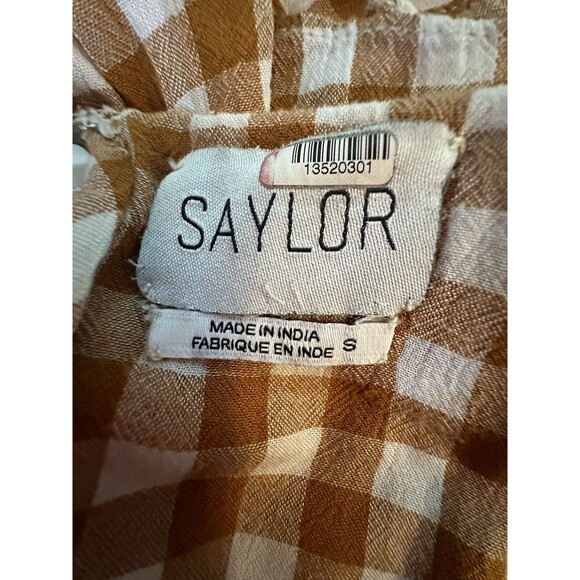 13520301
SAYLOR
MADE IN INDIA
FABRIQUE EN INDE S